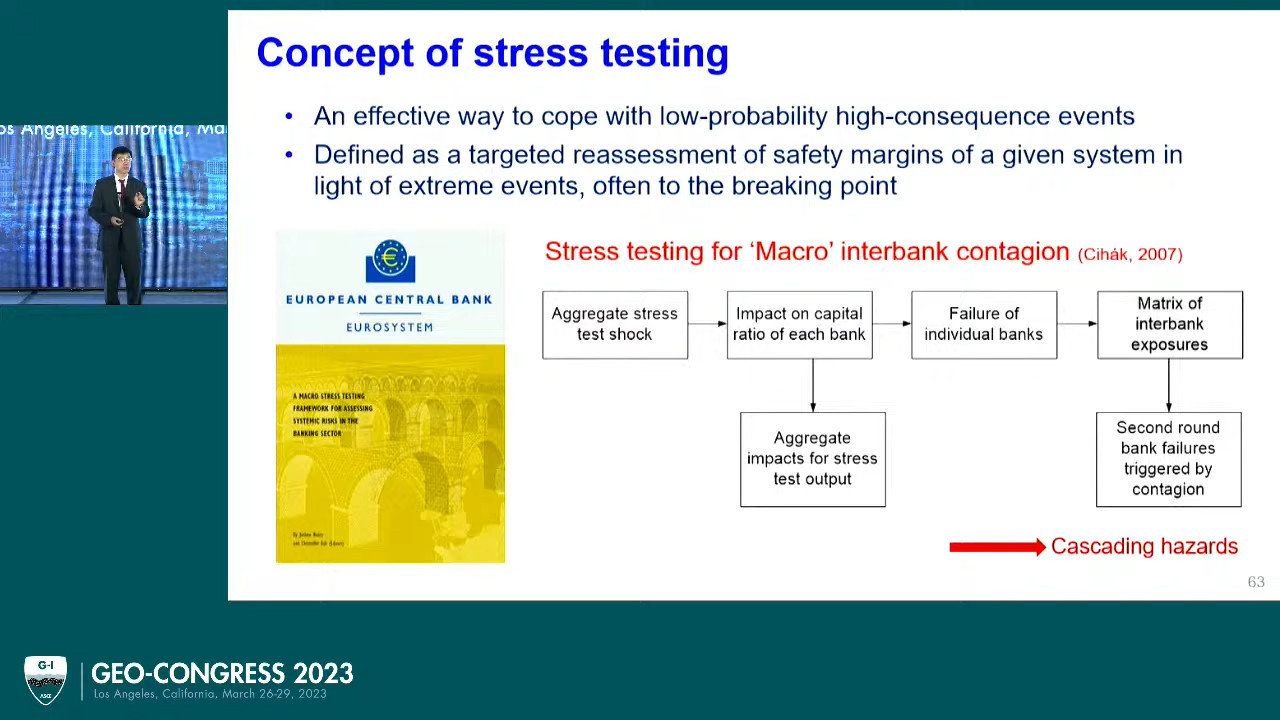 Concept of stress testing
• An effective way to cope with low-probability high-consequence events
• Defined as a targeted reassessment of safety margins of a given system in
light of extreme events, often to the breaking point
os Angeles, California, Ma
EUROPEAN CENTRAL BANK
EUROSYSTEM
A MACRO STRESS TESTING
FRAMEWORK FOR ASSESSING
SYSTEMIC RISKS IN THE
BANKING SECTOR
Stress testing for ‘Macro’ interbank contagion (Cihák, 2007)
Aggregate stress
test shock
Impact on capital
ratio of each bank
Failure of
individual banks
Matrix of
interbank
exposures
Aggregate
impacts for stress
test output
Second round
bank failures
triggered by
contagion
Cascading hazards
63
G-I
ASCE
GEO-CONGRESS 2023
Los Angeles, California, March 26-29, 2023